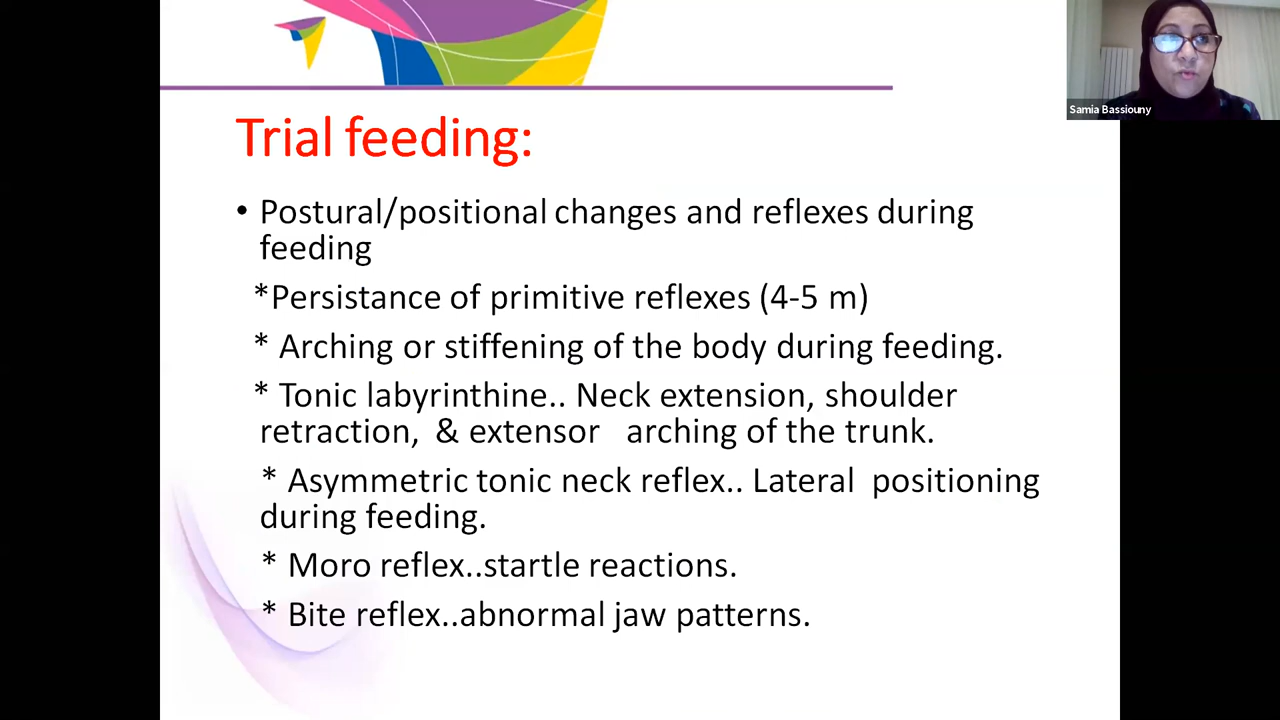 Samia Bassiouny
Trial feeding:
• Postural/positional changes and reflexes during
feeding
*Persistance of primitive reflexes (4-5 m)
* Arching or stiffening of the body during feeding.
* Tonic labyrinthine.. Neck extension, shoulder
retraction, & extensor arching of the trunk.
* Asymmetric tonic neck reflex.. Lateral positioning
during feeding.
* Moro reflex..startle reactions.
* Bite reflex..abnormal jaw patterns.